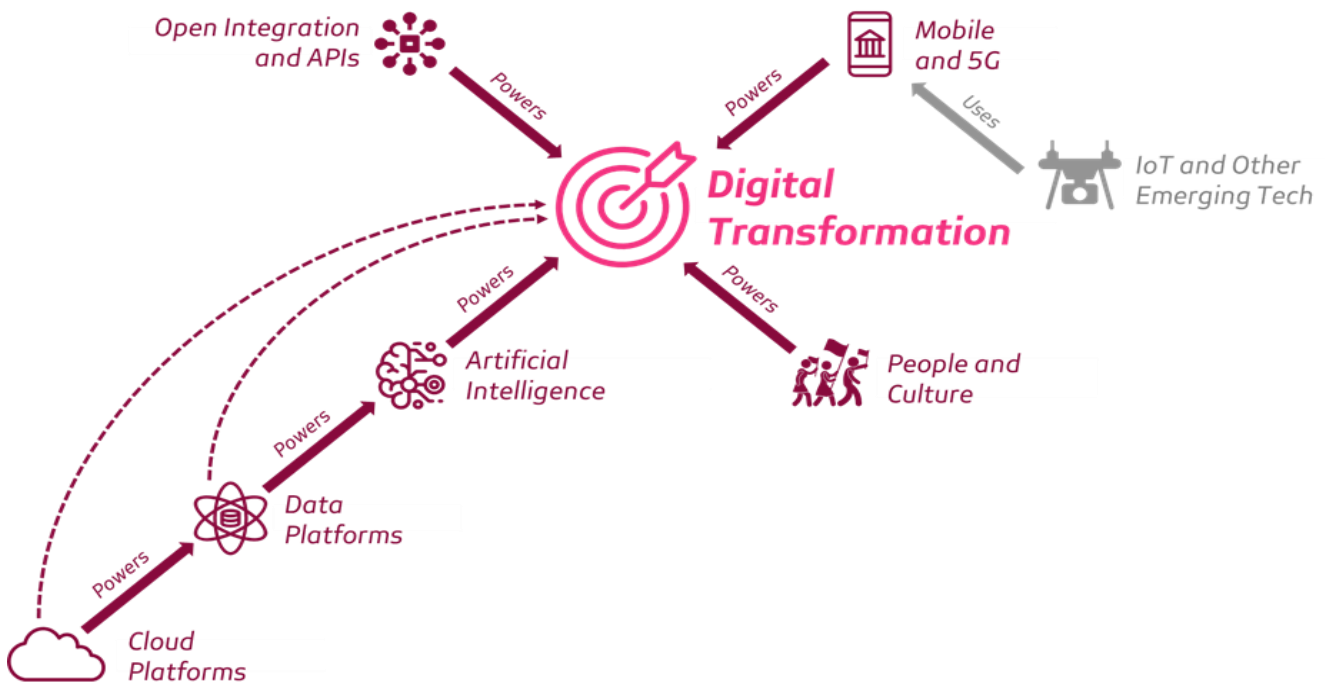 Open Integration
and APIs
Powers
Mobile
and 5G
Powers
Uses
IoT and Other
Emerging Tech
Digital
Transformation
Powers
Powers
Artificial
Intelligence
People and
Culture
Powers
Data
Platforms
Powers
Cloud
Platforms